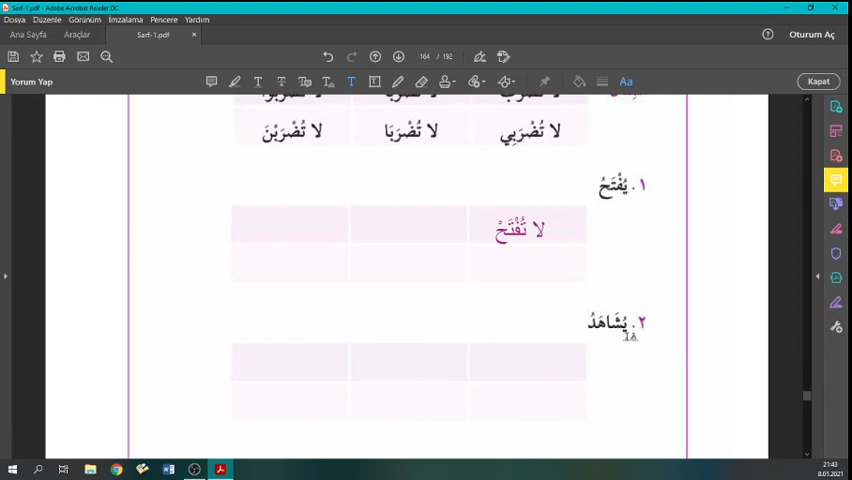 Sarf-1.pdf - Adobe Acrobat Reader DC
Dosya Düzenle Görünüm İmzalama Pencere Yardım
Ana Sayfa Araçlar Sarf-1.pdf × Oturum Aç
164 / 192
Yorum Yap Aa Kapat
لا تُضْرَبِي لا تُضْرَبَا لا تُضْرَبْنَ
١. يُفْتَحُ
لا تُفْتَحْ
٢. يُشَاهَدُ
21:43
8.01.2021